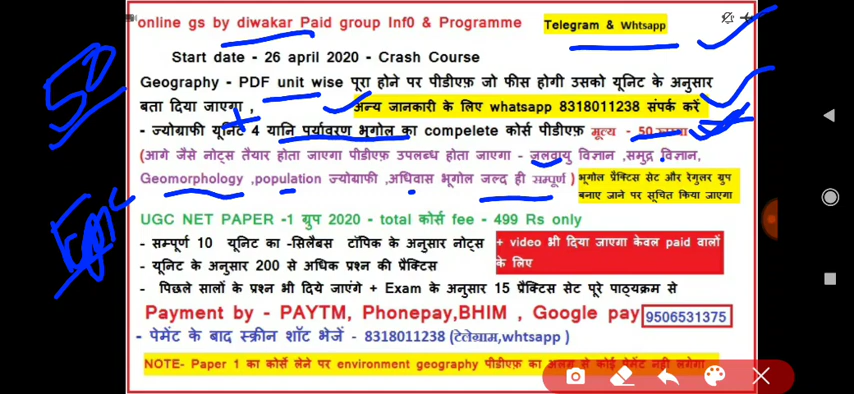 online gs by diwakar Paid group Inf0 & Programme Telegram & Whtsapp
Start date - 26 april 2020 - Crash Course
Geography - PDF unit wise पूरा होने पर पीडीएफ़ जो फीस होगी उसको यूनिट के अनुसार
बता दिया जाएगा , अन्य जानकारी के लिए whatsapp 8318011238 संपर्क करें
- ज्योग्राफी यूनिट 4 यानि पर्यावरण भूगोल का compelete कोर्स पीडीएफ़ मूल्य - 50
(आगे जैसे नोट्स तैयार होता जाएगा पीडीएफ़ उपलब्ध होता जाएगा - जलवायु विज्ञान ,समुद्र विज्ञान,
Geomorphology ,population ज्योग्राफी ,अधिवास भूगोल जल्द ही सम्पूर्ण )
भूगोल प्रैक्टिस सेट और रेगुलर ग्रुप
बनाए जाने पर सूचित किया जाएगा
UGC NET PAPER -1 ग्रुप 2020 - total कोर्स fee - 499 Rs only
- सम्पूर्ण 10 यूनिट का -सिलैबस टॉपिक के अनुसार नोट्स
- यूनिट के अनुसार 200 से अधिक प्रश्न की प्रैक्टिस
+ video भी दिया जाएगा केवल paid वालों
के लिए
- पिछले सालों के प्रश्न भी दिये जाएंगे + Exam के अनुसार 15 प्रैक्टिस सेट पूरे पाठ्यक्रम से
Payment by - PAYTM, Phonepay,BHIM , Google pay 9506531375
- पेमेंट के बाद स्क्रीन शॉट भेजें - 8318011238 (टेलेग्राम,whtsapp )
NOTE- Paper 1 का कोर्से लेने पर environment geography पीडीएफ़ का अलग से कोई पेमेंट नही लगेगा
50